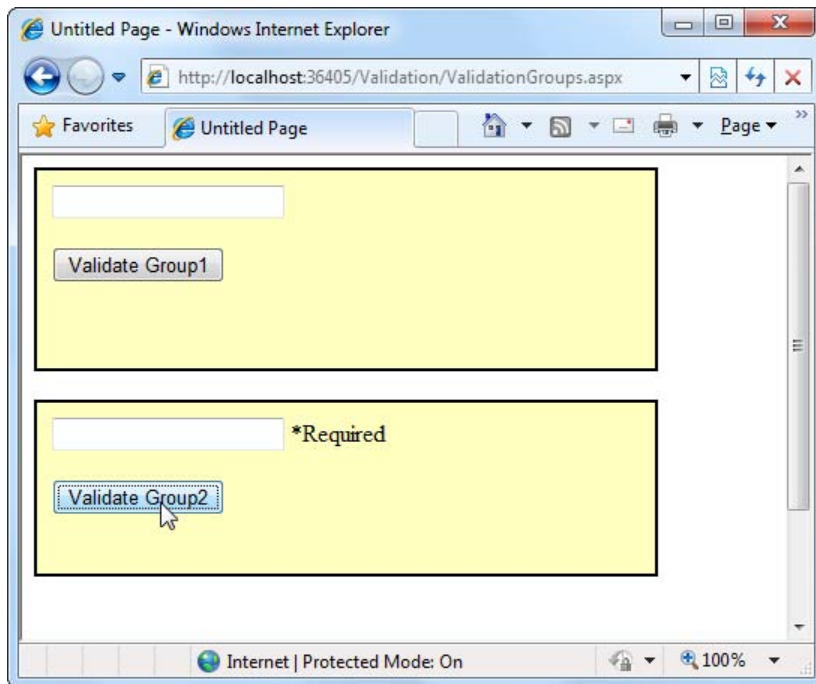 Untitled Page - Windows Internet Explorer
http://localhost:36405/Validation/ValidationGroups.aspx
Favorites
Untitled Page
Page
Validate Group1
*Required
Validate Group2
Internet | Protected Mode: On
100%